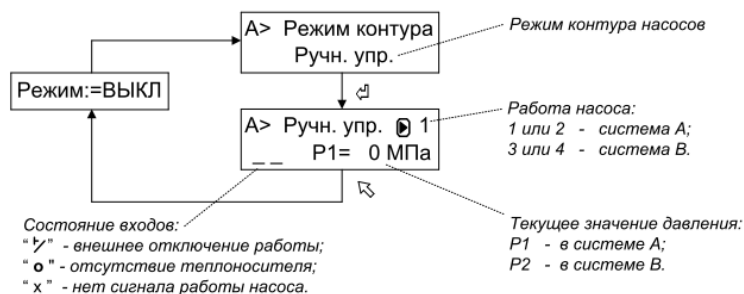 А> Режим контура
Ручн. упр.
Режим контура насосов
Режим:=ВЫКЛ
А> Ручн. упр. 1
_ _ Р1= 0 МПа
Работа насоса:
1 или 2 - система А;
3 или 4 - система В.
Состояние входов:
" " - внешнее отключение работы;
" о " - отсутствие теплоносителя;
" х " - нет сигнала работы насоса.
Текущее значение давления:
Р1 - в системе А;
Р2 - в системе В.